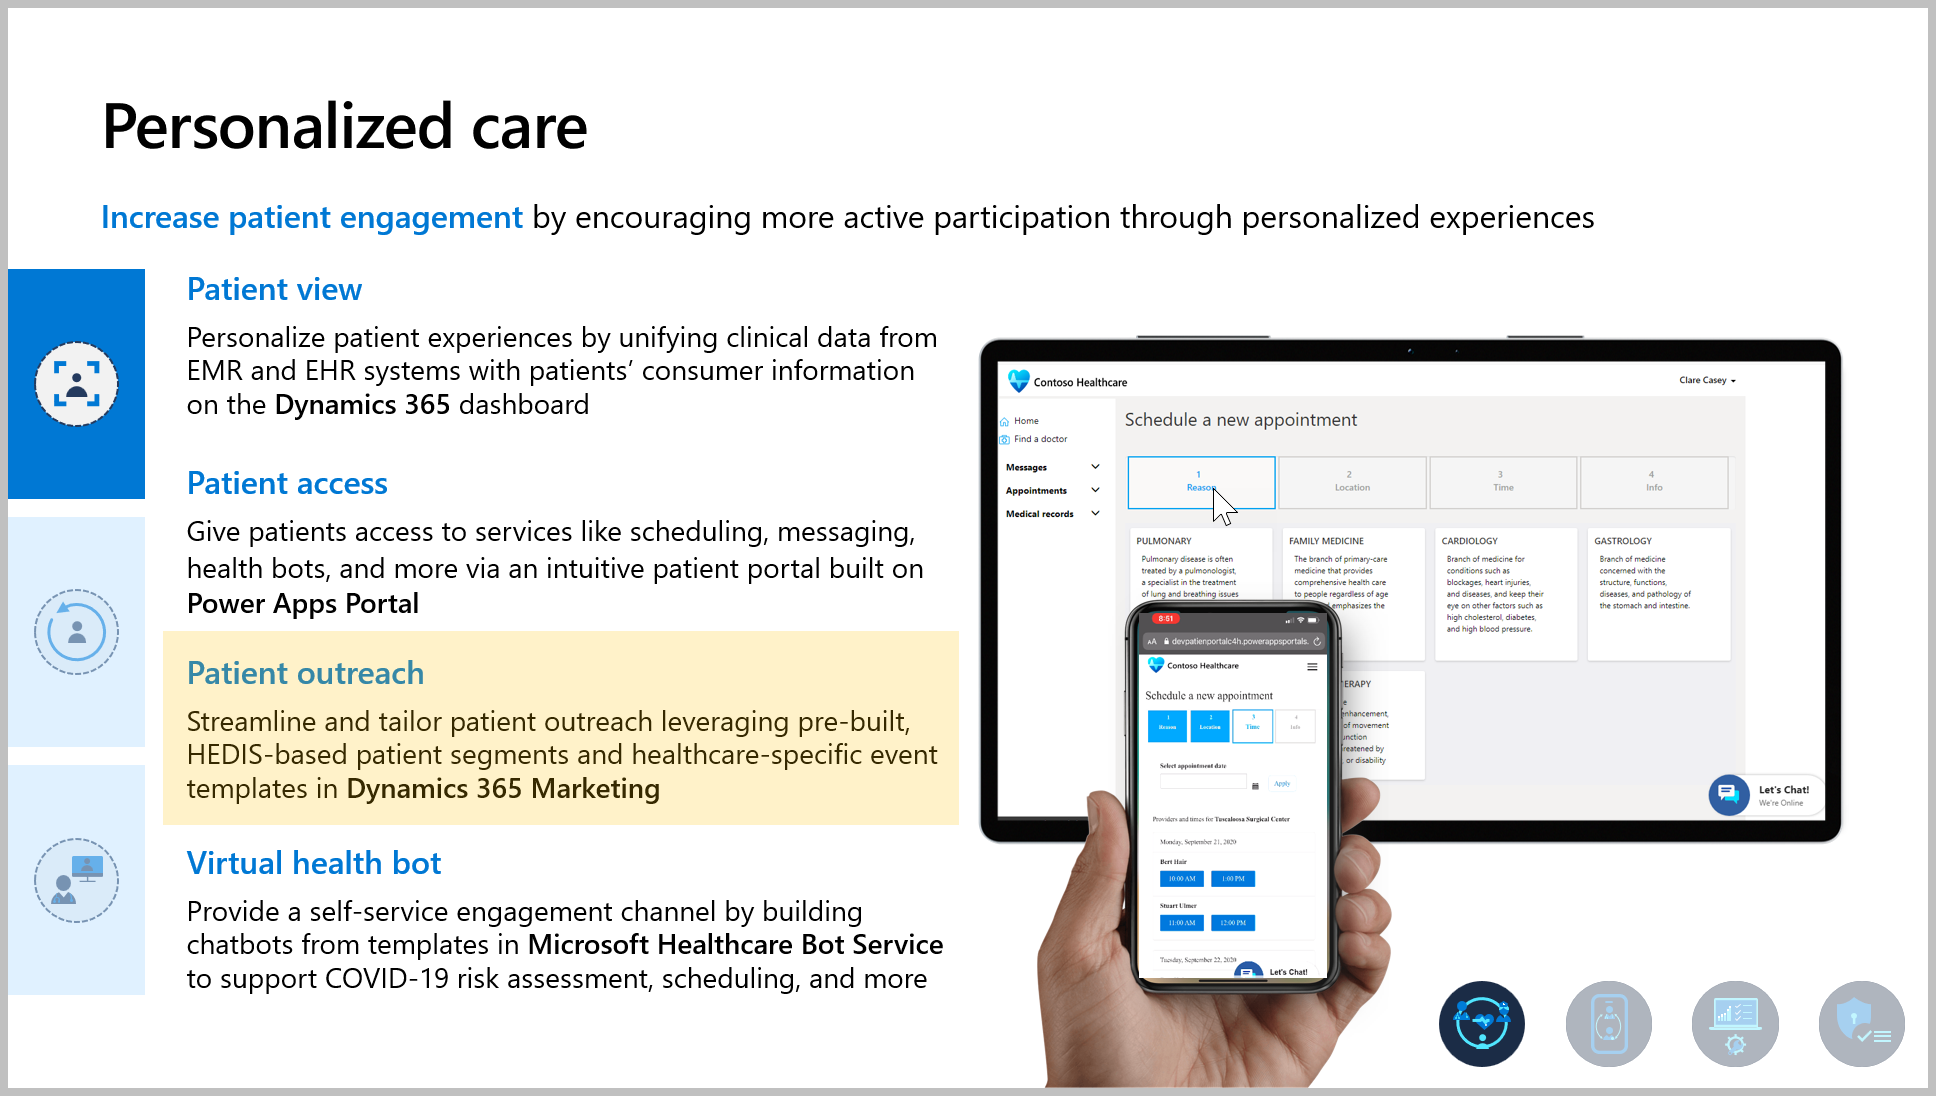 Personalized care
Increase patient engagement by encouraging more active participation through personalized experiences
Patient view
Personalize patient experiences by unifying clinical data from
EMR and EHR systems with patients’ consumer information
on the Dynamics 365 dashboard
Patient access
Give patients access to services like scheduling, messaging,
health bots, and more via an intuitive patient portal built on
Power Apps Portal
Patient outreach
Streamline and tailor patient outreach leveraging pre-built,
HEDIS-based patient segments and healthcare-specific event
templates in Dynamics 365 Marketing
Virtual health bot
Provide a self-service engagement channel by building
chatbots from templates in Microsoft Healthcare Bot Service
to support COVID-19 risk assessment, scheduling, and more
Contoso Healthcare
Clare Casey
Home
Find a doctor
Messages
Appointments
Medical records
Schedule a new appointment
1
Reason
2
Location
3
Time
4
Info
PULMONARY
Pulmonary disease is often
treated by a pulmonologist,
a specialist in the treatment
of lung and breathing issues
FAMILY MEDICINE
The branch of primary-care
medicine that provides
comprehensive health care
to people regardless of age
emphasizes the
CARDIOLOGY
Branch of medicine for
conditions such as
blockages, heart injuries,
and diseases, and keep their
eye on other factors such as
high cholesterol, diabetes,
and high blood pressure.
GASTROLOGY
Branch of medicine
concerned with the
structure, functions,
diseases, and pathology of
the stomach and intestine.
ERAPY
e
nhancement,
of movement
unction
reatened by
, or disability
Let's Chat!
We're Online
8:51
AA devpatienportalc4h.powerappsportals.
Contoso Healthcare
Schedule a new appointment
1
Reason
2
Location
3
Time
4
Info
Select appointment date
Apply
Providers and times for Tuscaloosa Surgical Center
Monday, September 21, 2020
Bert Hair
10:00 AM 1:00 PM
Stuart Ulmer
11:00 AM 12:00 PM
Tuesday, September 22, 2020
Let's Chat!